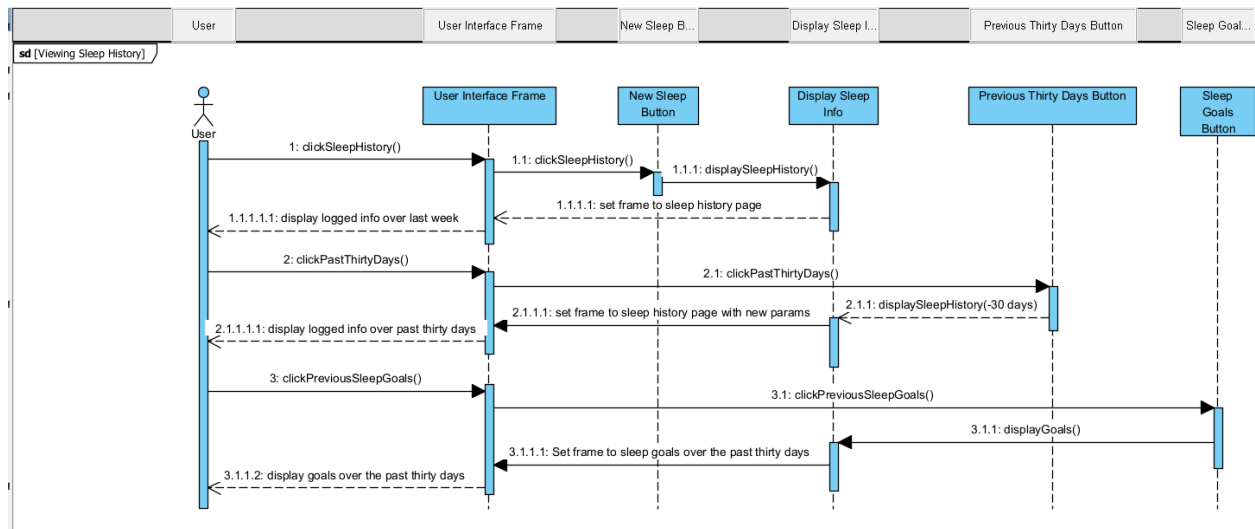 User
User Interface Frame
New Sleep B...
Display Sleep I...
Previous Thirty Days Button
Sleep Goal...
sd [Viewing Sleep History]
User
User Interface Frame
New Sleep
Button
Display Sleep
Info
Previous Thirty Days Button
Sleep
Goals
Button
1: clickSleepHistory()
1.1: clickSleepHistory()
1.1.1: displaySleepHistory()
1.1.1.1: set frame to sleep history page
1.1.1.1.1: display logged info over last week
2: clickPastThirtyDays()
2.1: clickPastThirtyDays()
2.1.1: displaySleepHistory(-30 days)
2.1.1.1: set frame to sleep history page with new params
2.1.1.1.1: display logged info over past thirty days
3: clickPreviousSleepGoals()
3.1: clickPreviousSleepGoals()
3.1.1: displayGoals()
3.1.1.1: Set frame to sleep goals over the past thirty days
3.1.1.2: display goals over the past thirty days